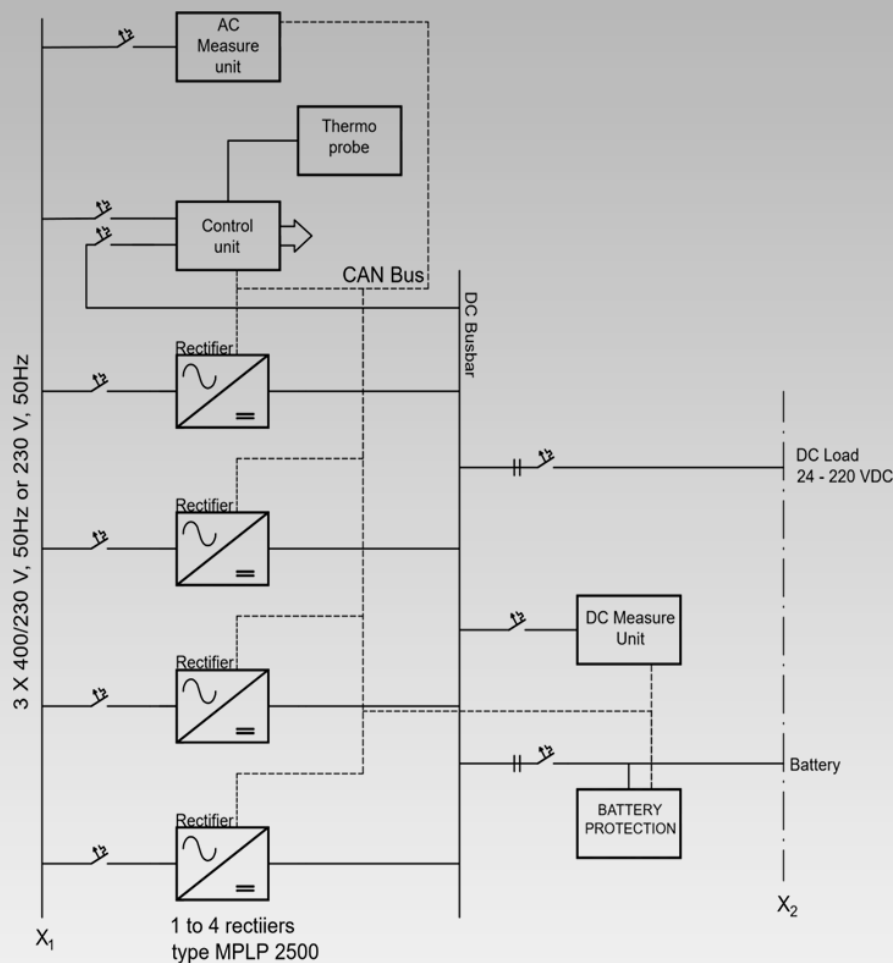 AC
Measure
unit
Thermo
probe
Control
unit
CAN Bus
DC Busbar
3 X 400/230 V, 50Hz or 230 V, 50Hz
Rectifier
Rectifier
Rectifier
Rectifier
DC Load
24 - 220 VDC
DC Measure
Unit
Battery
BATTERY
PROTECTION
X1
1 to 4 rectiiers
type MPLP 2500
X2